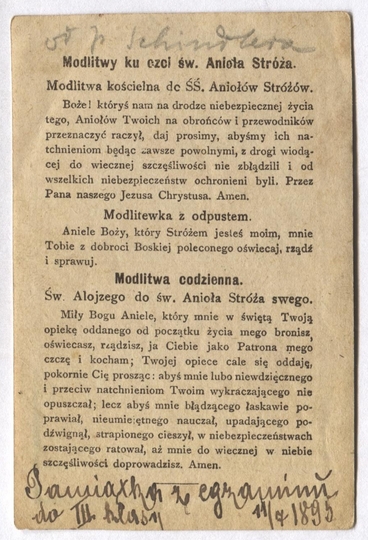 od p. Schindlera
Modlitwy ku czci św. Anioła Stróża.
Modlitwa kościelna dc ŚŚ. Aniołów Stróżów.
Boże! któryś nam na drodze niebezpiecznej życia
tego, Aniołów Twoich na obrońców i przewodników
przeznaczyć raczył, daj prosimy, abyśmy ich na-
tchnieniom będąc zawsze powolnymi, z drogi wiodą-
cej do wiecznej szczęśliwości nie zbłądzili i od
wszelkich niebezpieczeństw ochronieni byli. Przez
Pana naszego Jezusa Chrystusa. Amen.
Modlitewka z odpustem.
Aniele Boży, który Stróżem jesteś moim, mnie
Tobie z dobroci Boskiej poleconego oświecaj, rządź
i sprawuj.
Modlitwa codzienna.
Św. Alojzego do św. Anioła Stróża swego.
Miły Bogu Aniele, który mnie w świętą Twoją
opiekę oddanego od początku życia mego bronisz,
oświecasz, rządzisz, ja Ciebie jako Patrona mego
czczę i kocham; Twojej opiece cale się oddaję,
pokornie Cię prosząc: abyś mnie lubo niewdzięcznego
i przeciw natchnieniom Twoim wykraczającego nie
opuszczał; lecz abyś mnie błądzącego łaskawie po-
prawiał, nieumiejętnego nauczał, upadającego po-
dźwignął, strapionego cieszył, w niebezpieczeństwach
zostającego ratował, aż mnie do wiecznej w niebie
szczęśliwości doprowadzisz. Amen.
Pamiątka z egzaminu
do III klasy 11/7 1895